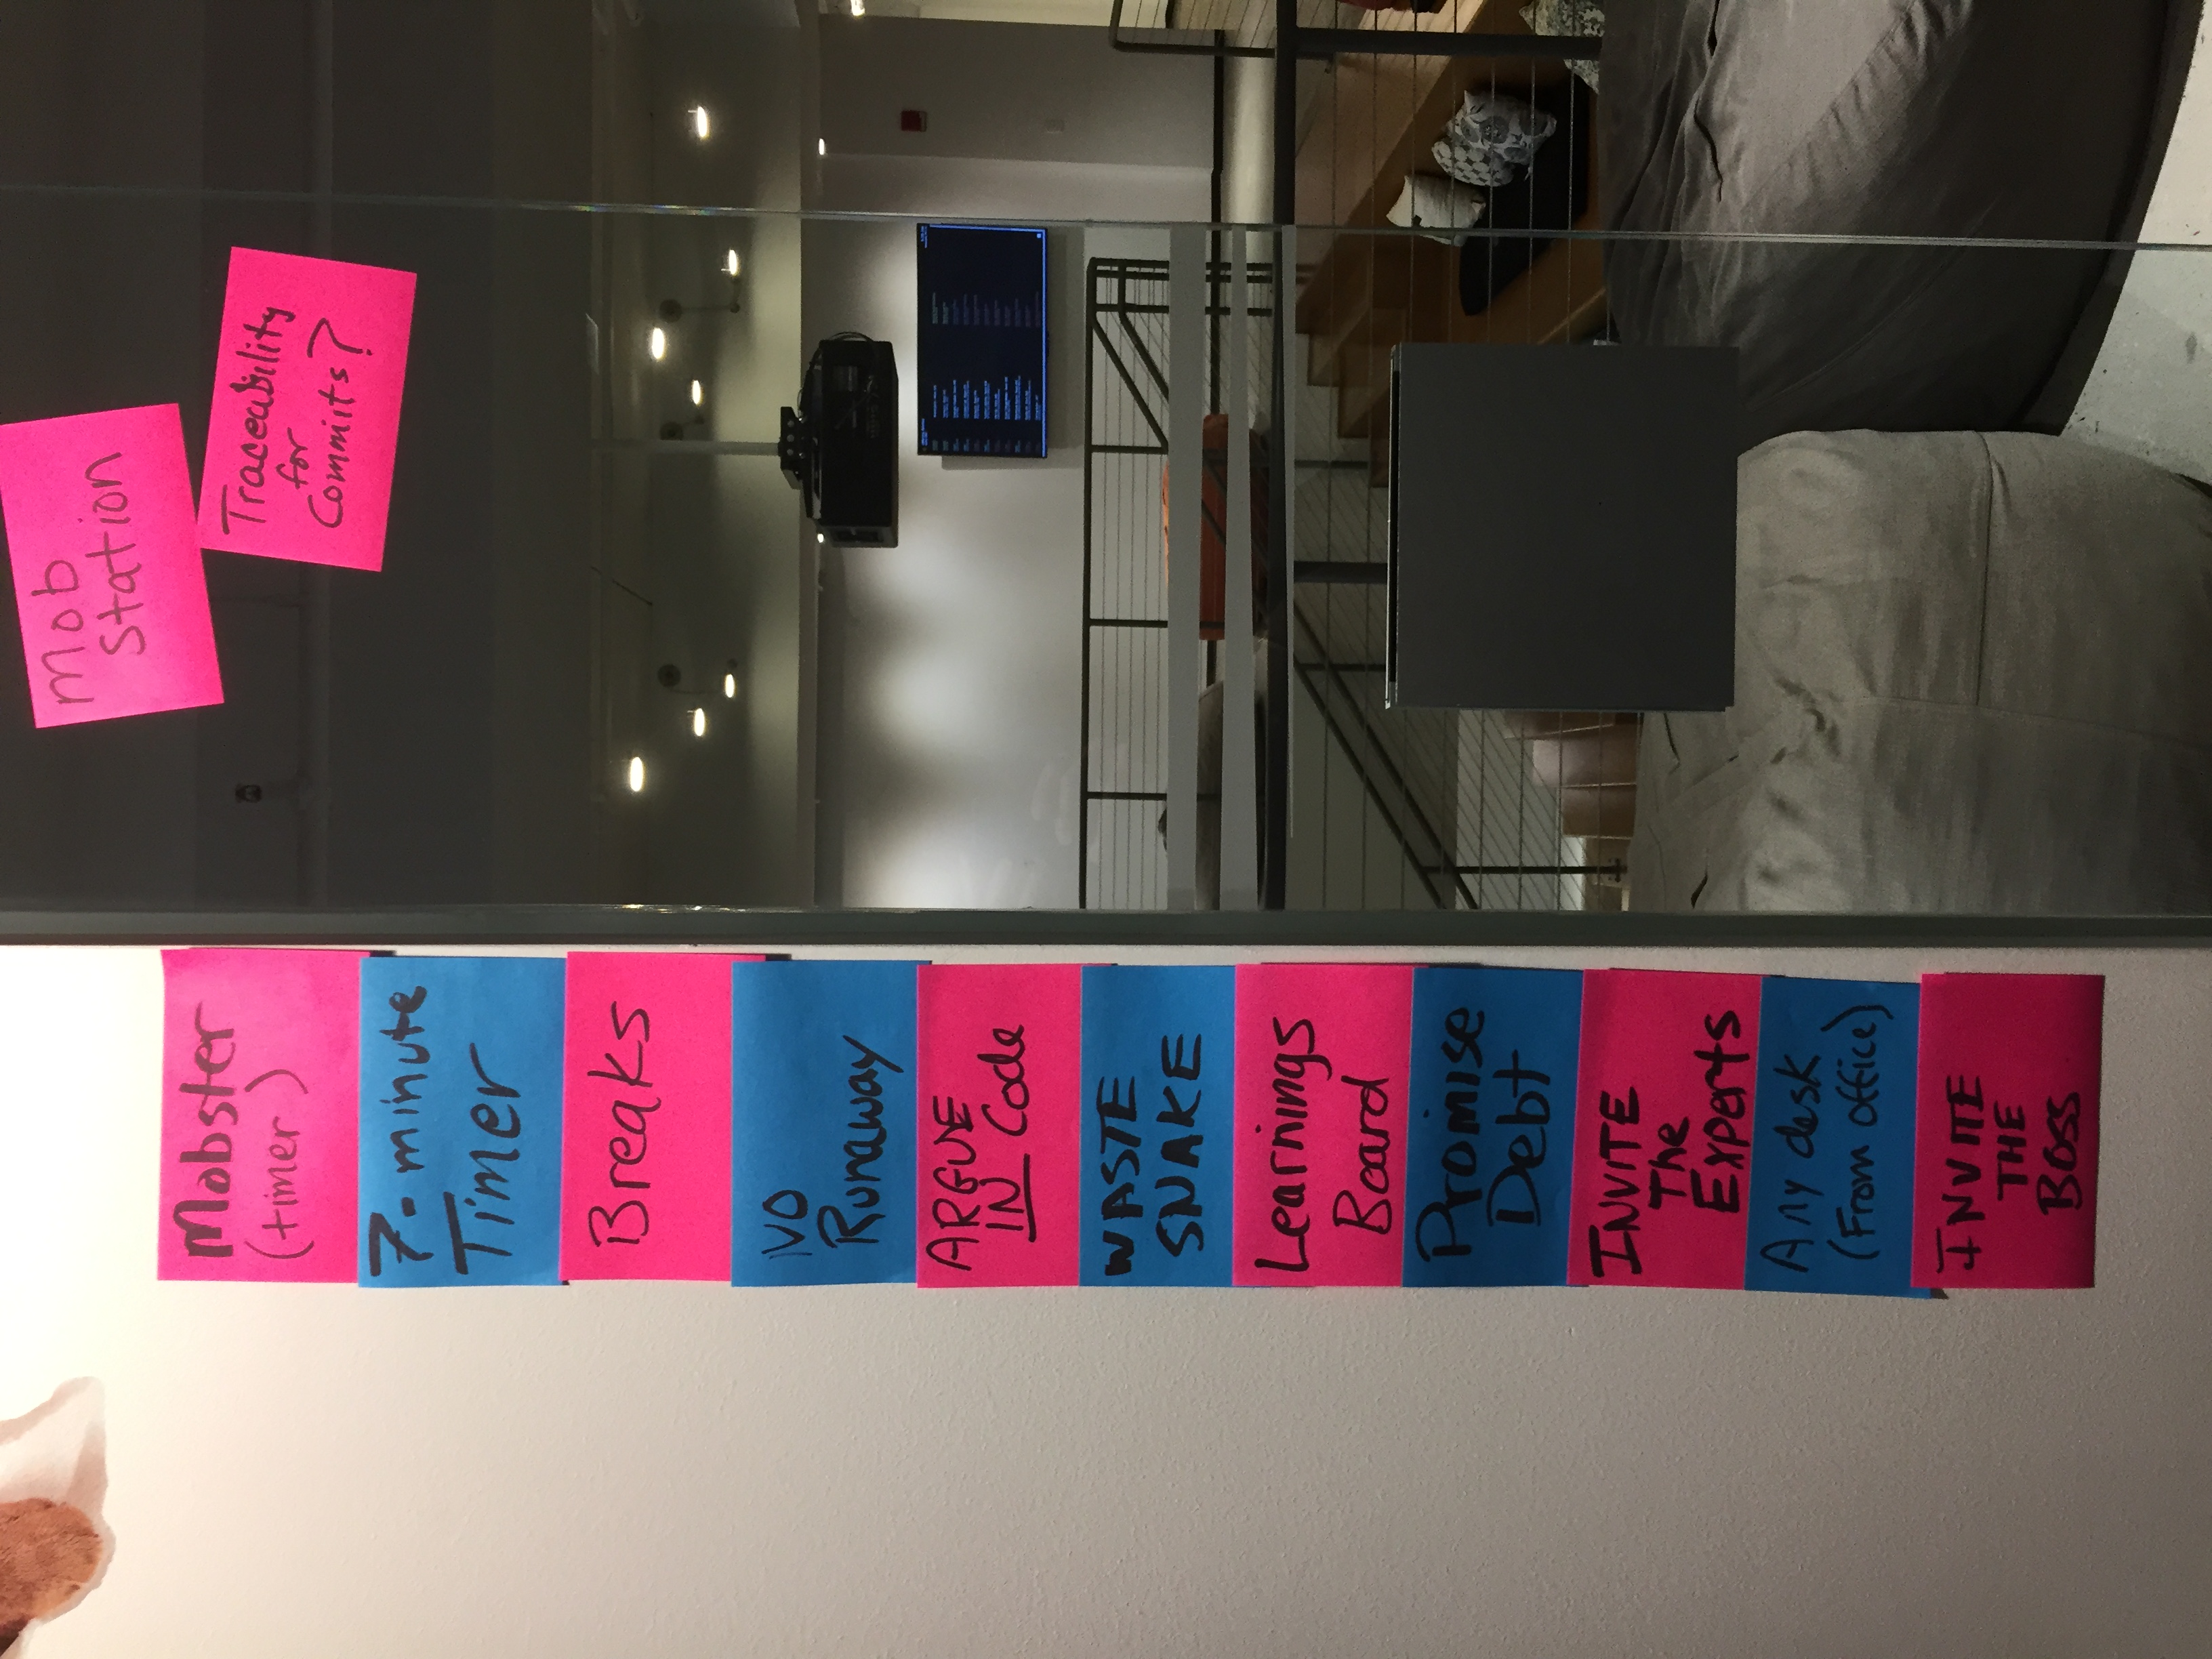 Mobster
(timer)
7-minute
Timer
Breaks
NO
Runaway
ARGUE
IN Code
WASTE
SNAKE
Learnings
Board
Promise
Debt
INVITE
The
Experts
Any desk
(From office)
INVITE
THE
BOSS
Mob
Station
Traceability
for
Commits?